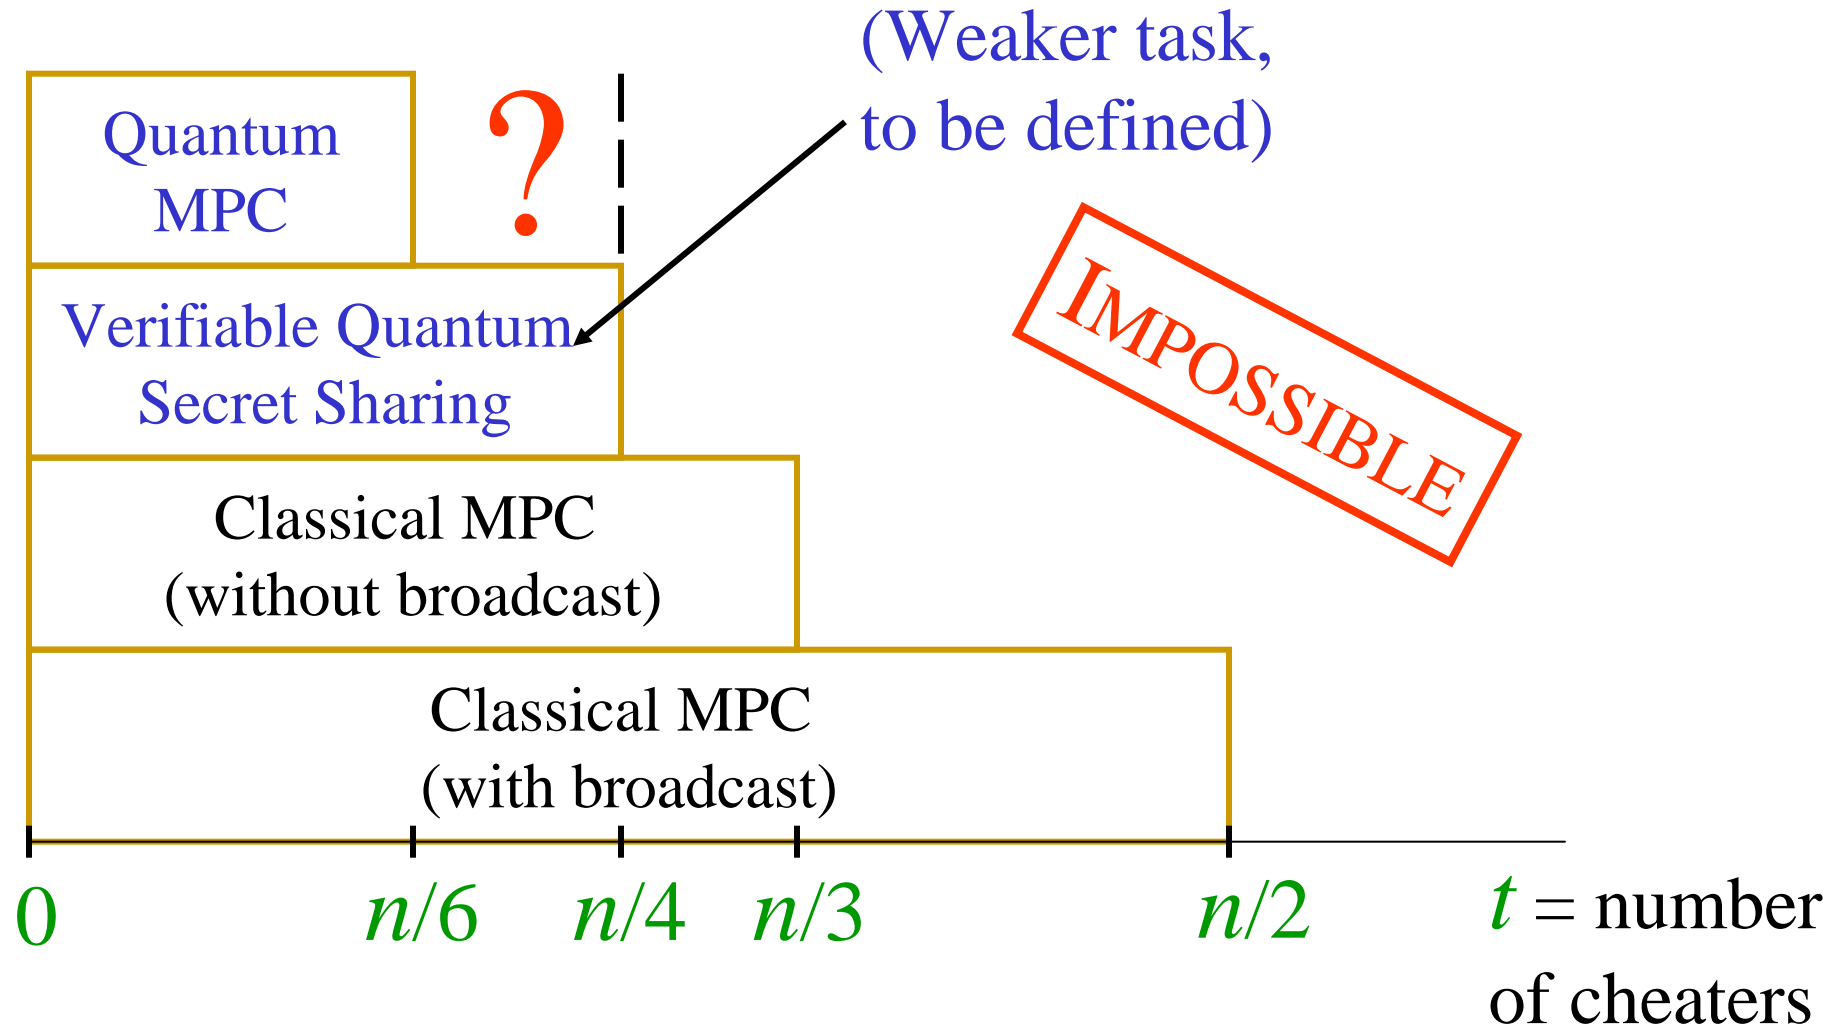 (Weaker task,
to be defined)
Quantum
MPC
?
Verifiable Quantum
Secret Sharing
IMPOSSIBLE
Classical MPC
(without broadcast)
Classical MPC
(with broadcast)
0 n/6 n/4 n/3 n/2 t = number
of cheaters